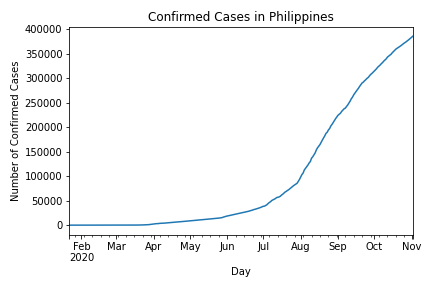 Confirmed Cases in Philippines
400000
350000
300000
250000
200000
150000
100000
50000
0
Number of Confirmed Cases
Feb Mar Apr May Jun Jul Aug Sep Oct Nov
2020
Day